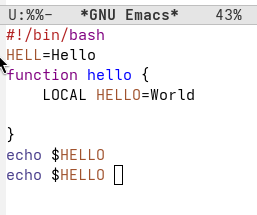 U:%%-  *GNU Emacs*  43%
#!/bin/bash
HELL=Hello
function hello {
    LOCAL HELLO=World
}
echo $HELLO
echo $HELLO